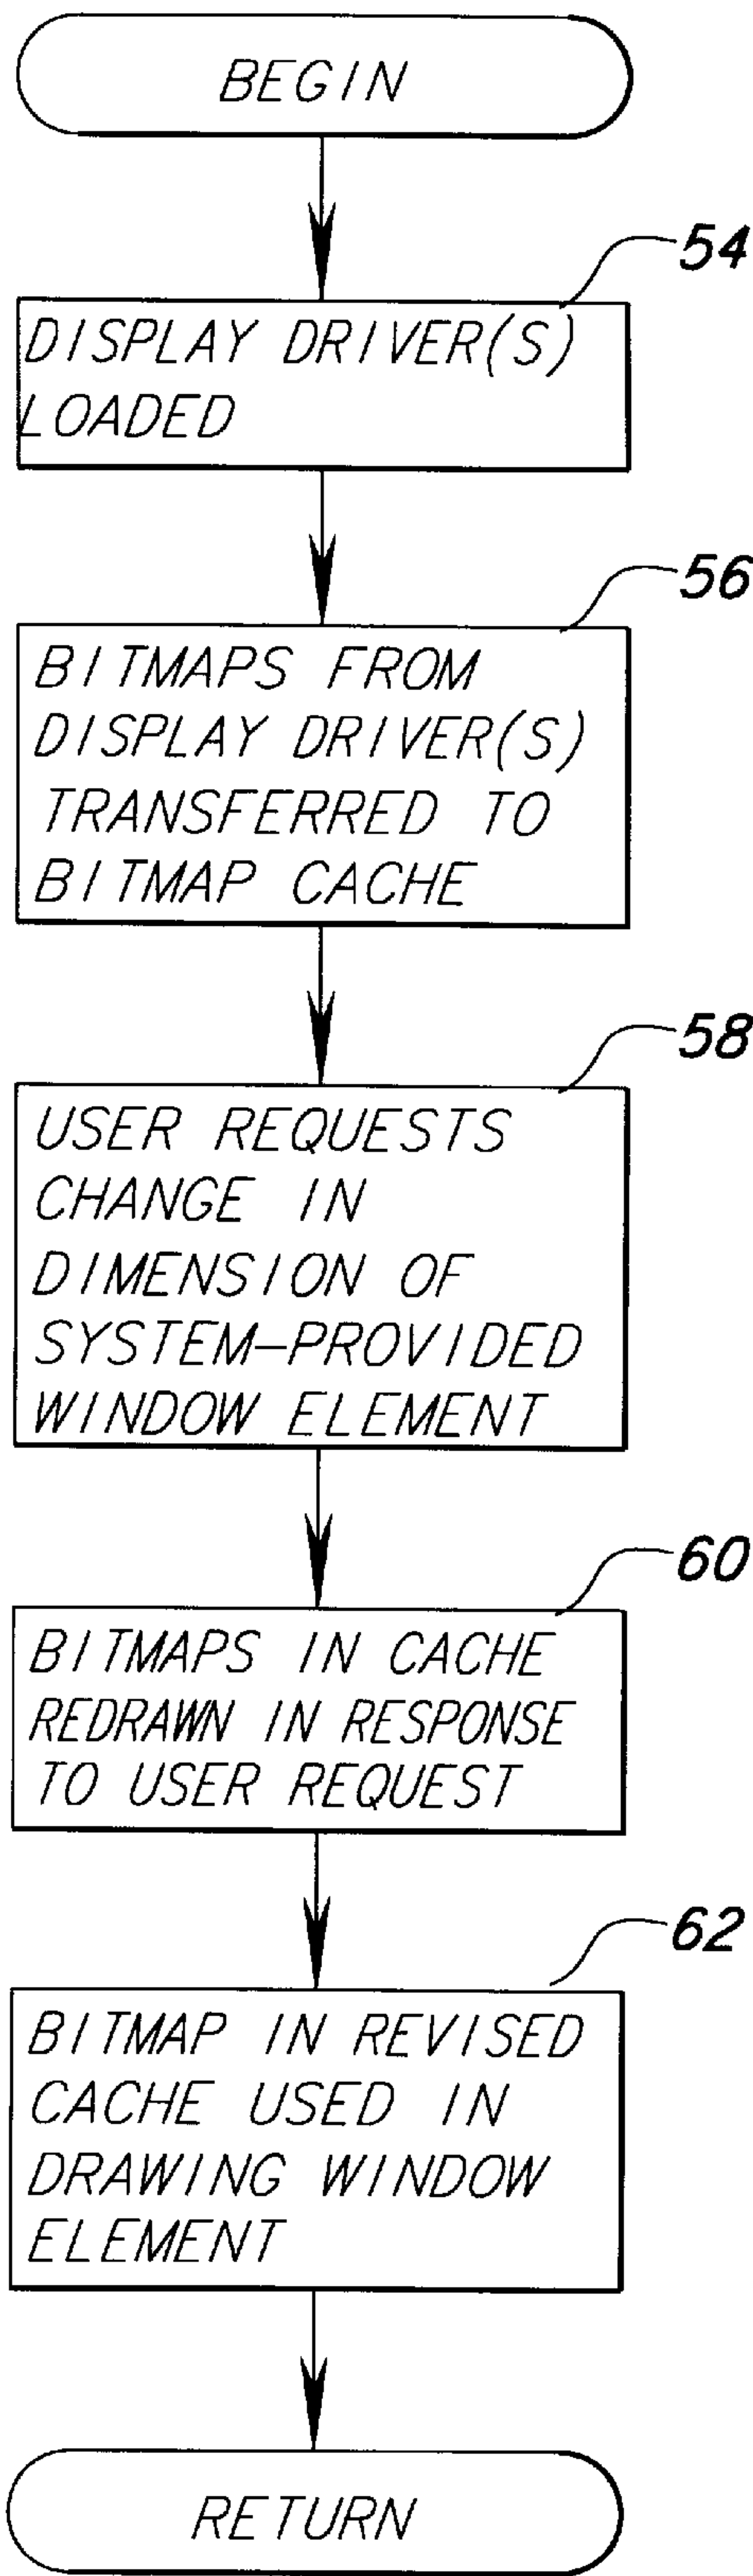 BEGIN
54
DISPLAY DRIVER(S)
LOADED
56
BITMAPS FROM
DISPLAY DRIVER(S)
TRANSFERRED TO
BITMAP CACHE
58
USER REQUESTS
CHANGE IN
DIMENSION OF
SYSTEM-PROVIDED
WINDOW ELEMENT
60
BITMAPS IN CACHE
REDRAWN IN RESPONSE
TO USER REQUEST
62
BITMAP IN REVISED
CACHE USED IN
DRAWING WINDOW
ELEMENT
RETURN